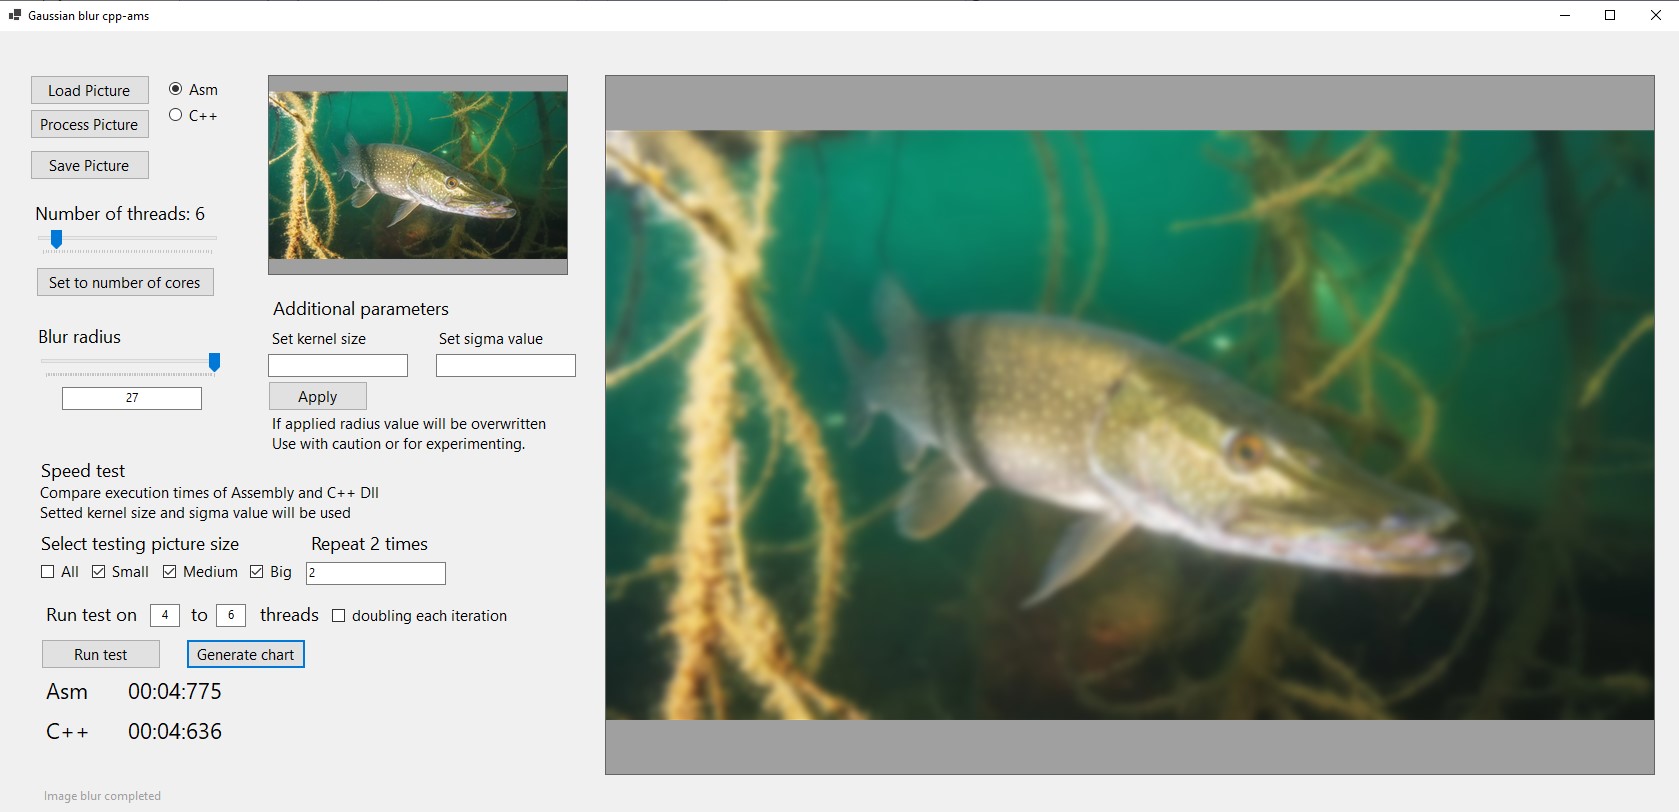 Gaussian blur cpp-ams
Load Picture
Asm
Process Picture
C++
Save Picture
Number of threads: 6
Set to number of cores
Blur radius
27
Additional parameters
Set kernel size
Set sigma value
Apply
If applied radius value will be overwritten
Use with caution or for experimenting.
Speed test
Compare execution times of Assembly and C++ Dll
Setted kernel size and sigma value will be used
Select testing picture size
Repeat 2 times
All Small Medium Big 2
Run test on 4 to 6 threads doubling each iteration
Run test
Generate chart
Asm 00:04:775
C++ 00:04:636
Image blur completed